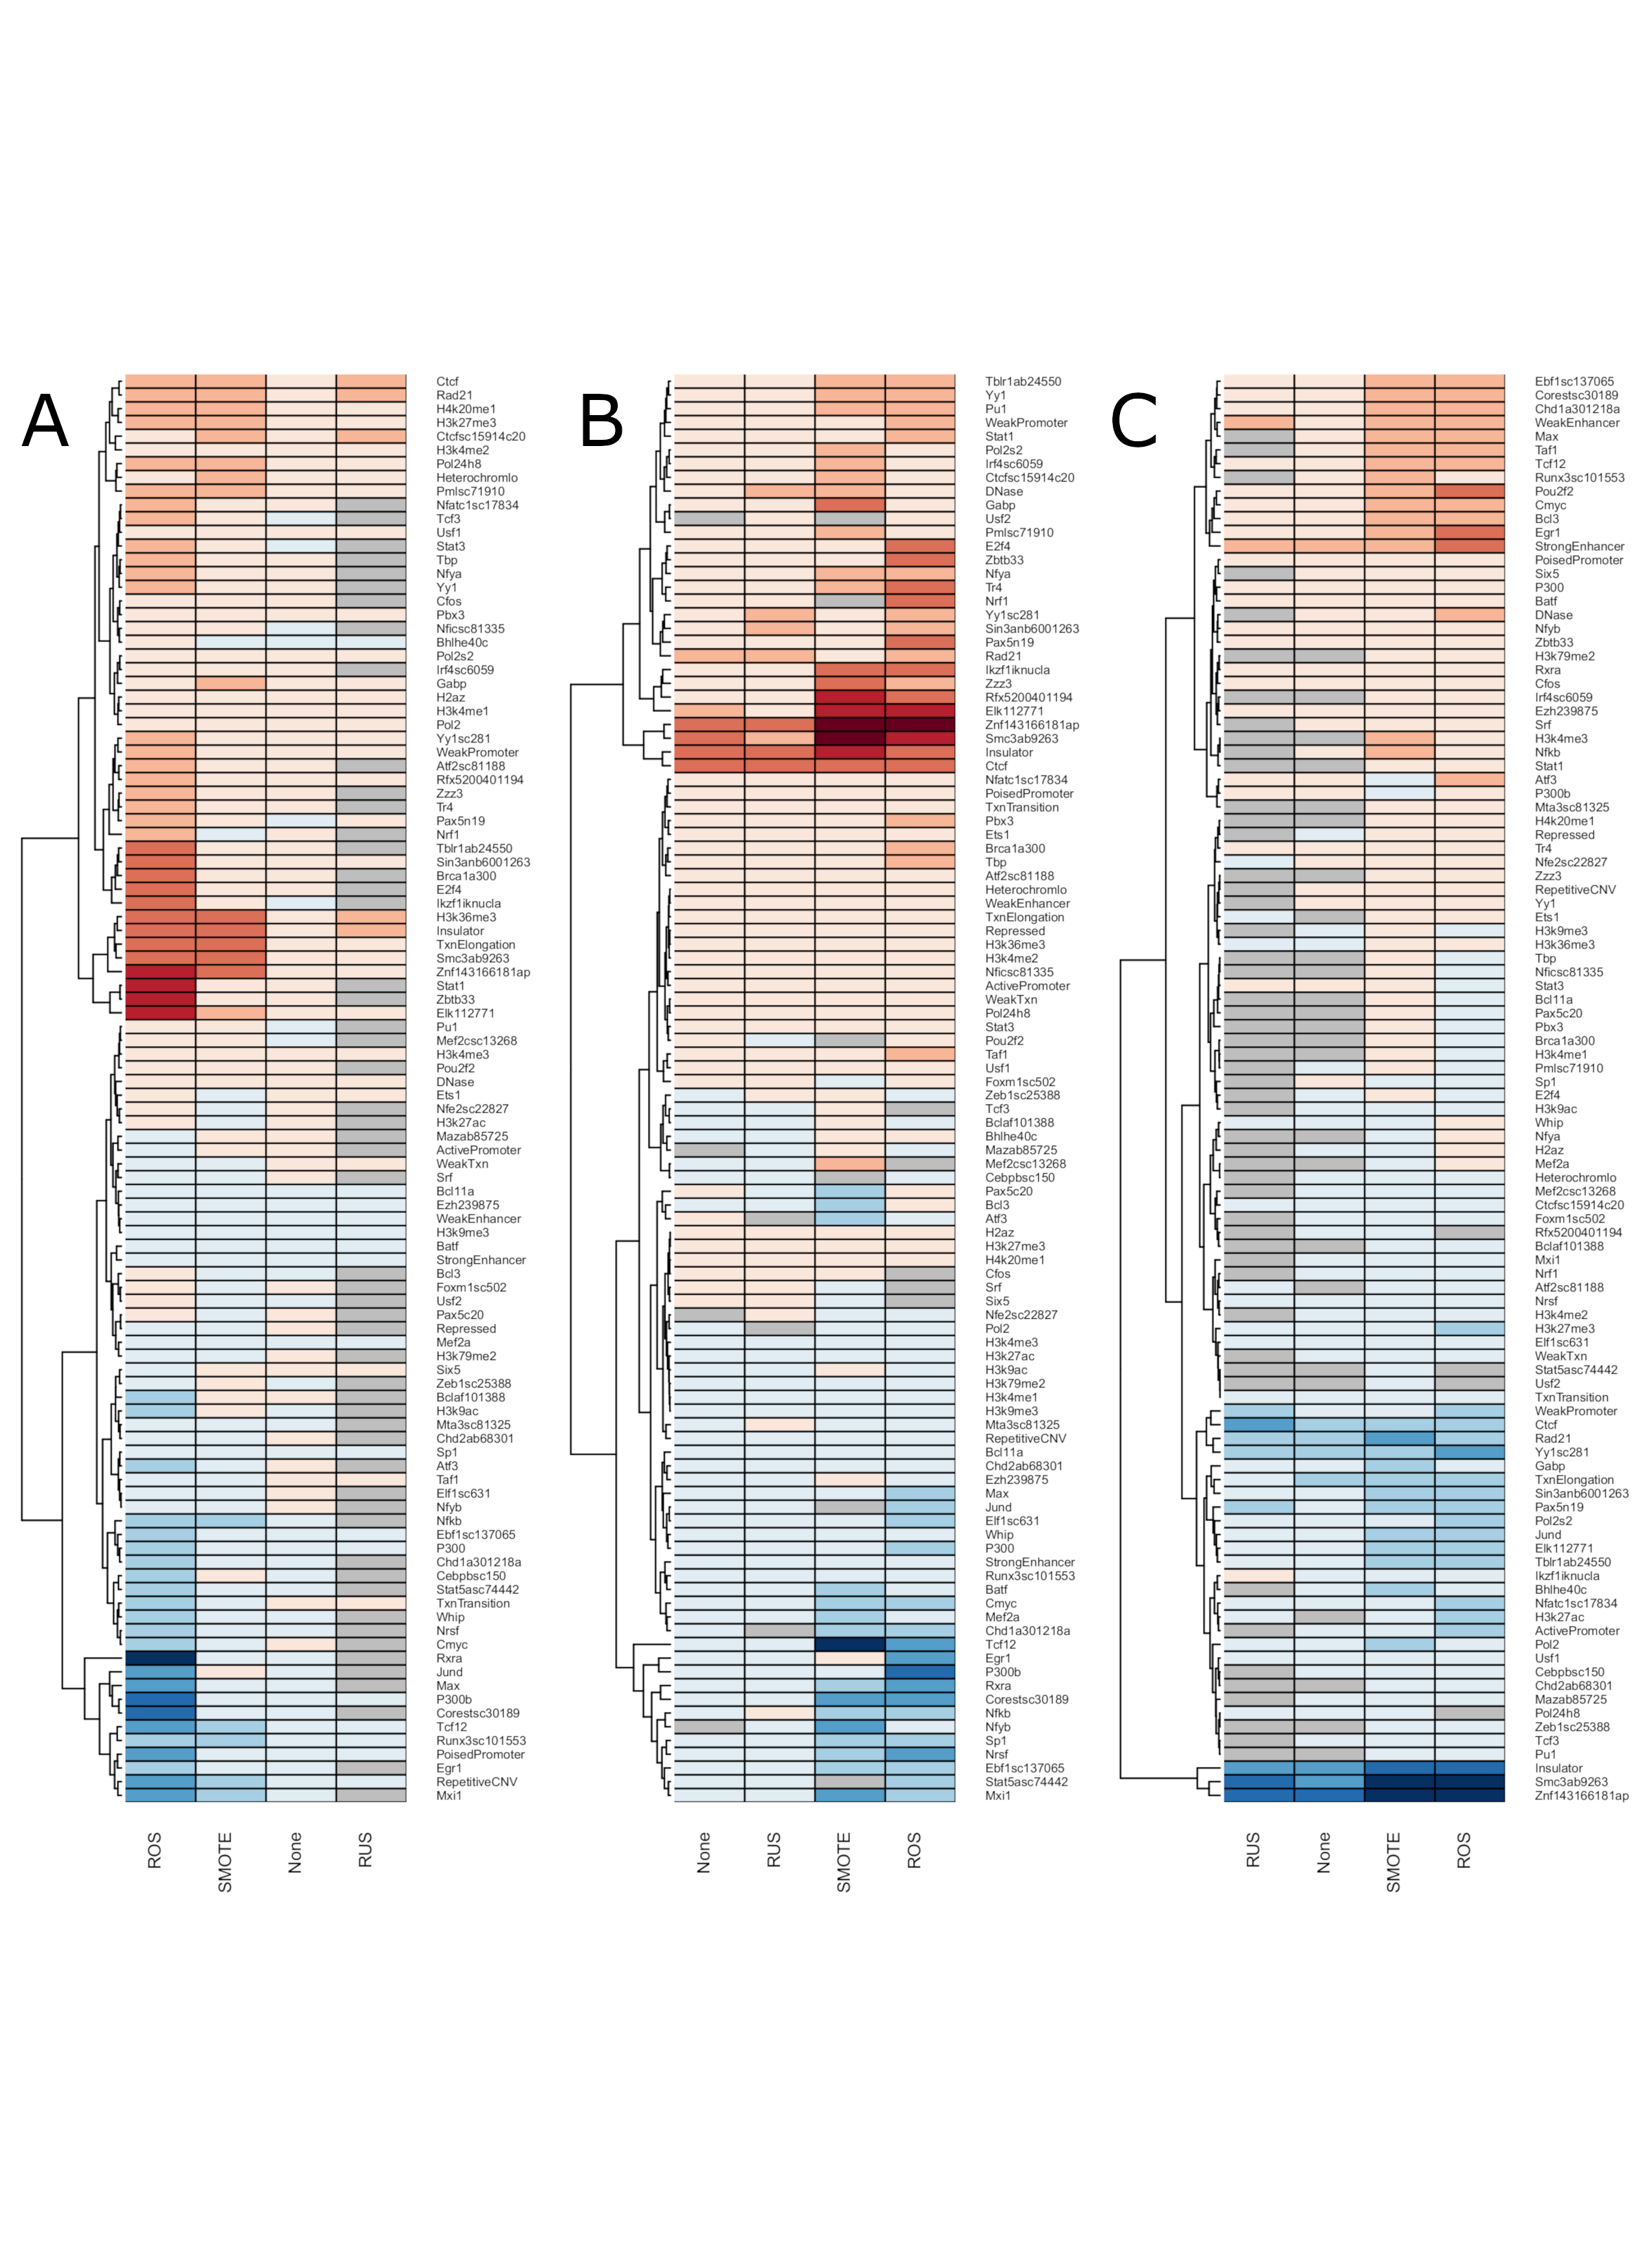 A
Ctcf
Rad21
H4k20me1
H3k27me3
Ctcfsc15914c20
H3k4me2
Pol24h8
Heterochromlo
Pmlsc71910
Nfatc1sc17834
Tcf3
Usf1
Stat3
Tbp
Nfya
Yy1
Cfos
Pbx3
Nficsc81335
Bhlhe40c
Pol2s2
Irf4sc6059
Gabp
H2az
H3k4me1
Pol2
Yy1sc281
WeakPromoter
Atf2sc81188
Rfx5200401194
Zzz3
Tr4
Pax5n19
Nrf1
Tblr1ab24550
Sin3anb6001263
Brca1a300
E2f4
Ikzf1iknucla
H3k36me3
Insulator
TxnElongation
Smc3ab9263
Znf143166181ap
Stat1
Zbtb33
Elk112771
Pu1
Mef2csc13268
H3k4me3
Pou2f2
DNase
Ets1
Nfe2sc22827
H3k27ac
Mazab85725
ActivePromoter
WeakTxn
Srf
Bcl11a
Ezh239875
WeakEnhancer
H3k9me3
Batf
StrongEnhancer
Bcl3
Foxm1sc502
Usf2
Pax5c20
Repressed
Mef2a
H3k79me2
Six5
Zeb1sc25388
Bclaf101388
H3k9ac
Mta3sc81325
Chd2ab68301
Sp1
Atf3
Taf1
Elf1sc631
Nfyb
Nfkb
Ebf1sc137065
P300
Chd1a301218a
Cebpbsc150
Stat5asc74442
TxnTransition
Whip
Nrsf
Cmyc
Rxra
Jund
Max
P300b
Corestsc30189
Tcf12
Runx3sc101553
PoisedPromoter
Egr1
RepetitiveCNV
Mxi1
ROS
SMOTE
None
RUS
B
Tblr1ab24550
Yy1
Pu1
WeakPromoter
Stat1
Pol2s2
Irf4sc6059
Ctcfsc15914c20
DNase
Gabp
Usf2
Pmlsc71910
E2f4
Zbtb33
Nfya
Tr4
Nrf1
Yy1sc281
Sin3anb6001263
Pax5n19
Rad21
Ikzf1iknucla
Zzz3
Rfx5200401194
Elk112771
Znf143166181ap
Smc3ab9263
Insulator
Ctcf
Nfatc1sc17834
PoisedPromoter
TxnTransition
Pbx3
Ets1
Brca1a300
Tbp
Atf2sc81188
Heterochromlo
WeakEnhancer
TxnElongation
Repressed
H3k36me3
H3k4me2
Nficsc81335
ActivePromoter
WeakTxn
Pol24h8
Stat3
Pou2f2
Taf1
Usf1
Foxm1sc502
Zeb1sc25388
Tcf3
Bclaf101388
Bhlhe40c
Mazab85725
Mef2csc13268
Cebpbsc150
Pax5c20
Bcl3
Atf3
H2az
H3k27me3
H4k20me1
Cfos
Srf
Six5
Nfe2sc22827
Pol2
H3k4me3
H3k27ac
H3k9ac
H3k79me2
H3k4me1
H3k9me3
Mta3sc81325
RepetitiveCNV
Bcl11a
Chd2ab68301
Ezh239875
Max
Jund
Elf1sc631
Whip
P300
StrongEnhancer
Runx3sc101553
Batf
Cmyc
Mef2a
Chd1a301218a
Tcf12
Egr1
P300b
Rxra
Corestsc30189
Nfkb
Nfyb
Sp1
Nrsf
Ebf1sc137065
Stat5asc74442
Mxi1
None
RUS
SMOTE
ROS
C
Ebf1sc137065
Corestsc30189
Chd1a301218a
WeakEnhancer
Max
Taf1
Tcf12
Runx3sc101553
Pou2f2
Cmyc
Bcl3
Egr1
StrongEnhancer
PoisedPromoter
Six5
P300
Batf
DNase
Nfyb
Zbtb33
H3k79me2
Rxra
Cfos
Irf4sc6059
Ezh239875
Srf
H3k4me3
Nfkb
Stat1
Atf3
P300b
Mta3sc81325
H4k20me1
Repressed
Tr4
Nfe2sc22827
Zzz3
RepetitiveCNV
Yy1
Ets1
H3k9me3
H3k36me3
Tbp
Nficsc81335
Stat3
Bcl11a
Pax5c20
Pbx3
Brca1a300
H3k4me1
Pmlsc71910
Sp1
E2f4
H3k9ac
Whip
Nfya
H2az
Mef2a
Heterochromlo
Mef2csc13268
Ctcfsc15914c20
Foxm1sc502
Rfx5200401194
Bclaf101388
Mxi1
Nrf1
Atf2sc81188
Nrsf
H3k4me2
H3k27me3
Elf1sc631
WeakTxn
Stat5asc74442
Usf2
TxnTransition
WeakPromoter
Ctcf
Rad21
Yy1sc281
Gabp
TxnElongation
Sin3anb6001263
Pax5n19
Pol2s2
Jund
Elk112771
Tblr1ab24550
Ikzf1iknucla
Bhlhe40c
Nfatc1sc17834
H3k27ac
ActivePromoter
Pol2
Usf1
Cebpbsc150
Chd2ab68301
Mazab85725
Pol24h8
Zeb1sc25388
Tcf3
Pu1
Insulator
Smc3ab9263
Znf143166181ap
RUS
None
SMOTE
ROS